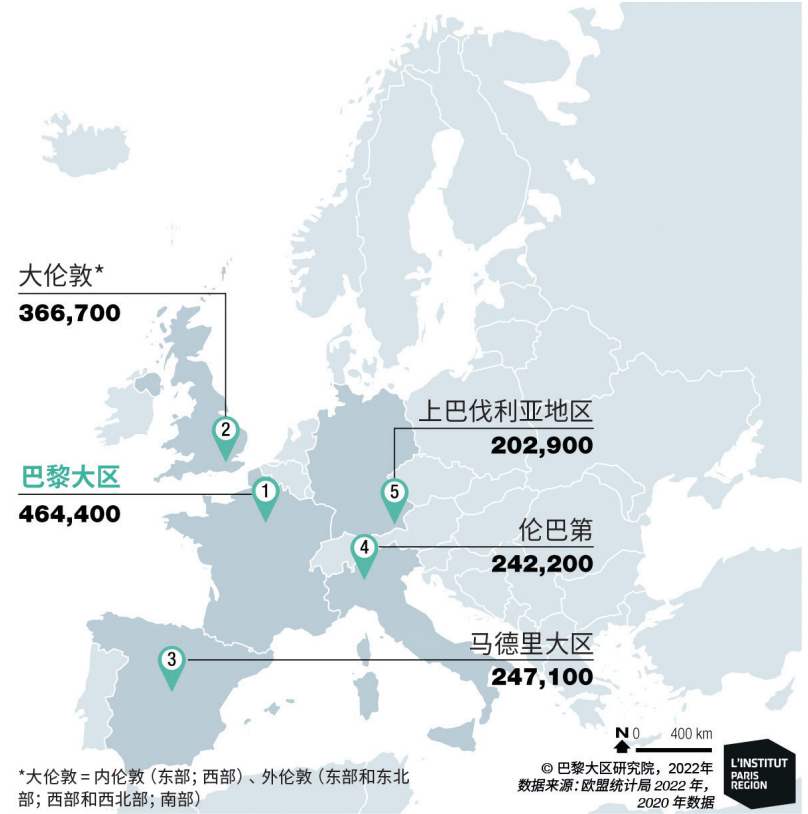 大伦敦*
366,700
2
上巴伐利亚地区
202,900
巴黎大区
464,400
1
5
伦巴第
242,200
4
马德里大区
247,100
3
N 0 400 km
© 巴黎大区研究院，2022年
数据来源：欧盟统计局 2022 年，
2020 年数据
L'INSTITUT
PARIS
REGION
*大伦敦 = 内伦敦（东部；西部）、外伦敦（东部和东北
部；西部和西北部；南部）